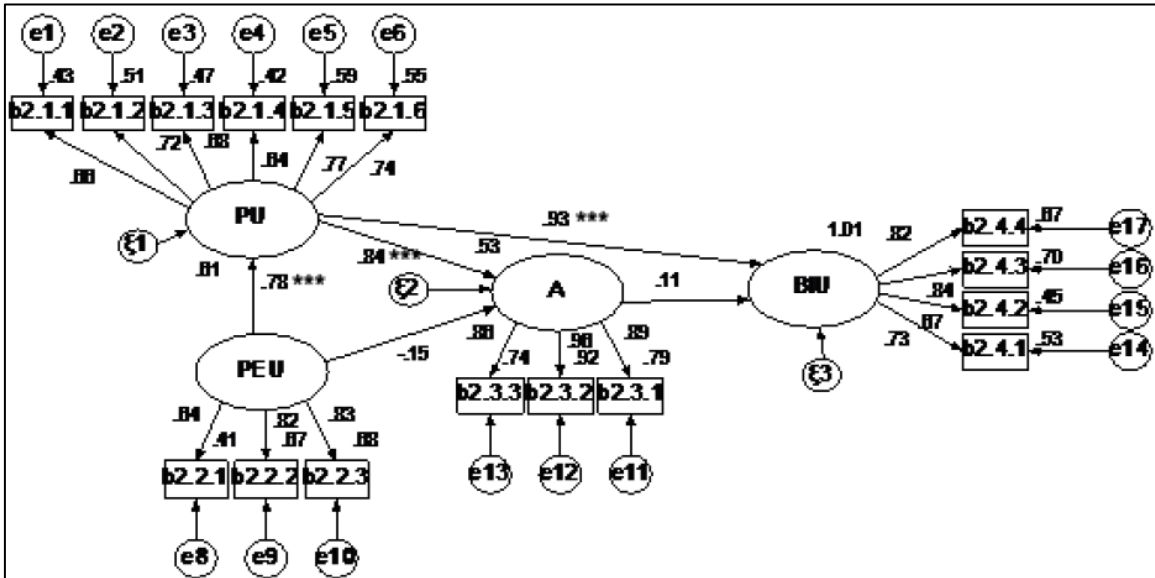 e1 e2 e3 e4 e5 e6
.43 .51 .47 .42 .59 .55
b2.1.1 b2.1.2 b2.1.3 b2.1.4 b2.1.5 b2.1.6
.66 .72 .68 .64 .77 .74
PU
ξ1
.61
.93 ***
.53
.84 ***
.78 ***
ξ2
A
.11
1.01
BIU
ξ3
.82 .67
b2.4.4 e17
.70
b2.4.3 e16
.84 .45
b2.4.2 e15
.67 .53
.73
b2.4.1 e14
PEU
-.15
.64 .82 .83
.41 .67 .68
b2.2.1 b2.2.2 b2.2.3
e8 e9 e10
.86 .96 .89
.74 .92 .79
b2.3.3 b2.3.2 b2.3.1
e13 e12 e11